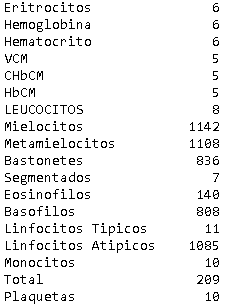 Eritrocitos 6
Hemoglobina 6
Hematocrito 6
VCM 5
CHbCM 5
HbCM 5
LEUCOCITOS 8
Mielocitos 1142
Metamielocitos 1108
Bastonetes 836
Segmentados 7
Eosinofilos 140
Basofilos 808
Linfocitos Tipicos 11
Linfocitos Atipicos 1085
Monocitos 10
Total 209
Plaquetas 10